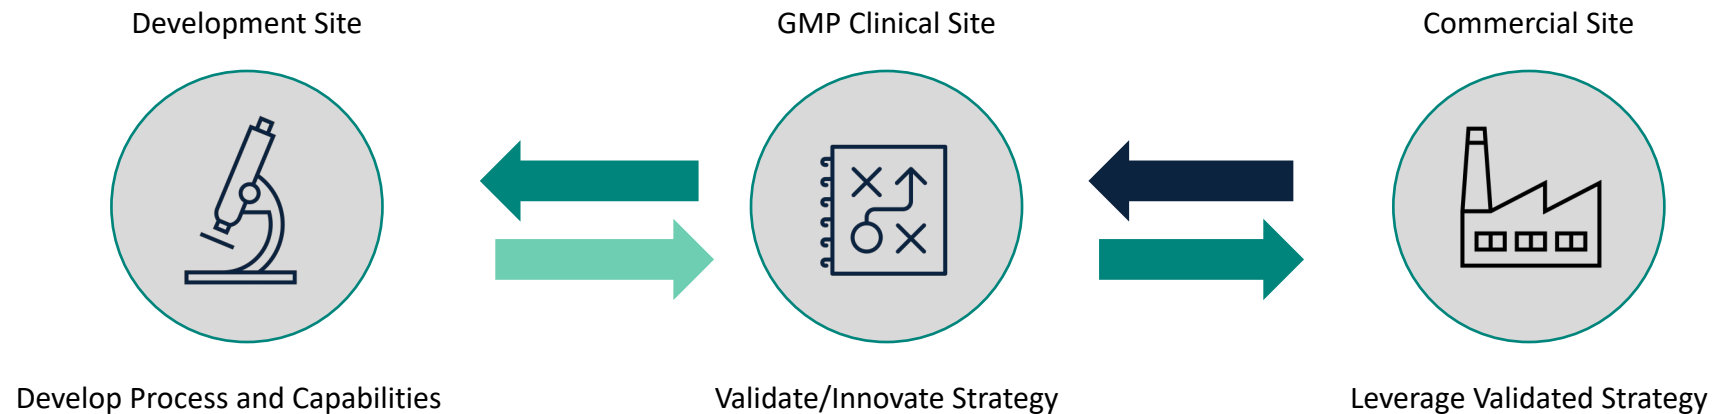 Development Site
GMP Clinical Site
Commercial Site
Develop Process and Capabilities
Validate/Innovate Strategy
Leverage Validated Strategy